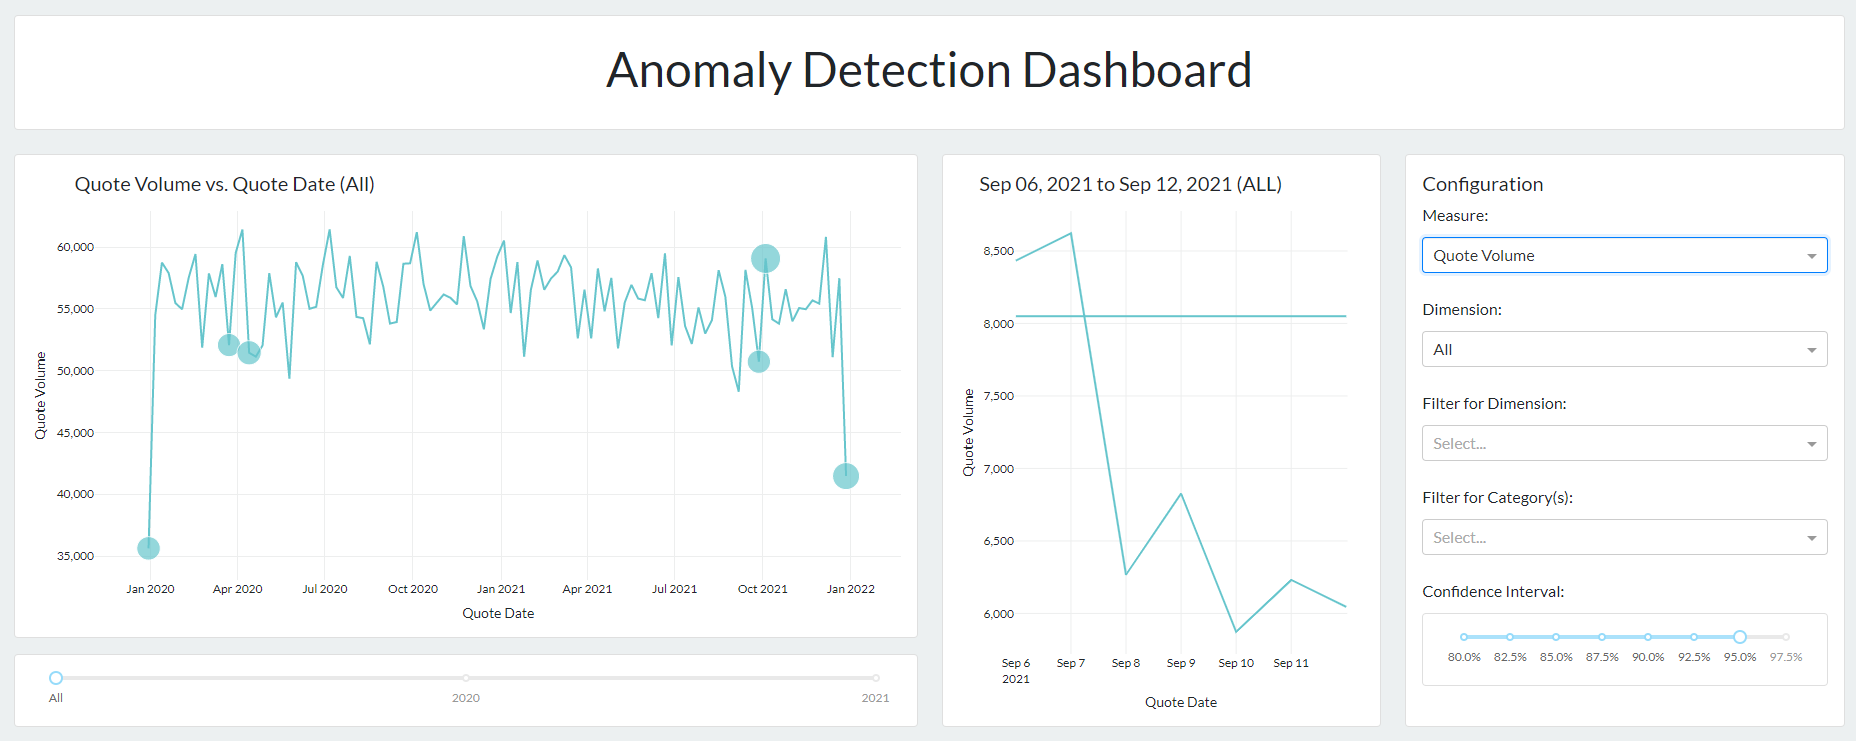 Anomaly Detection Dashboard
Quote Volume vs. Quote Date (All)
60,000
55,000
50,000
45,000
40,000
35,000
Quote Volume
Jan 2020 Apr 2020 Jul 2020 Oct 2020 Jan 2021 Apr 2021 Jul 2021 Oct 2021 Jan 2022
Quote Date
All 2020 2021
Sep 06, 2021 to Sep 12, 2021 (ALL)
8,500
8,000
7,500
7,000
6,500
6,000
Quote Volume
Sep 6 Sep 7 Sep 8 Sep 9 Sep 10 Sep 11
2021
Quote Date
Configuration
Measure:
Quote Volume
Dimension:
All
Filter for Dimension:
Select...
Filter for Category(s):
Select...
Confidence Interval:
80.0% 82.5% 85.0% 87.5% 90.0% 92.5% 95.0% 97.5%